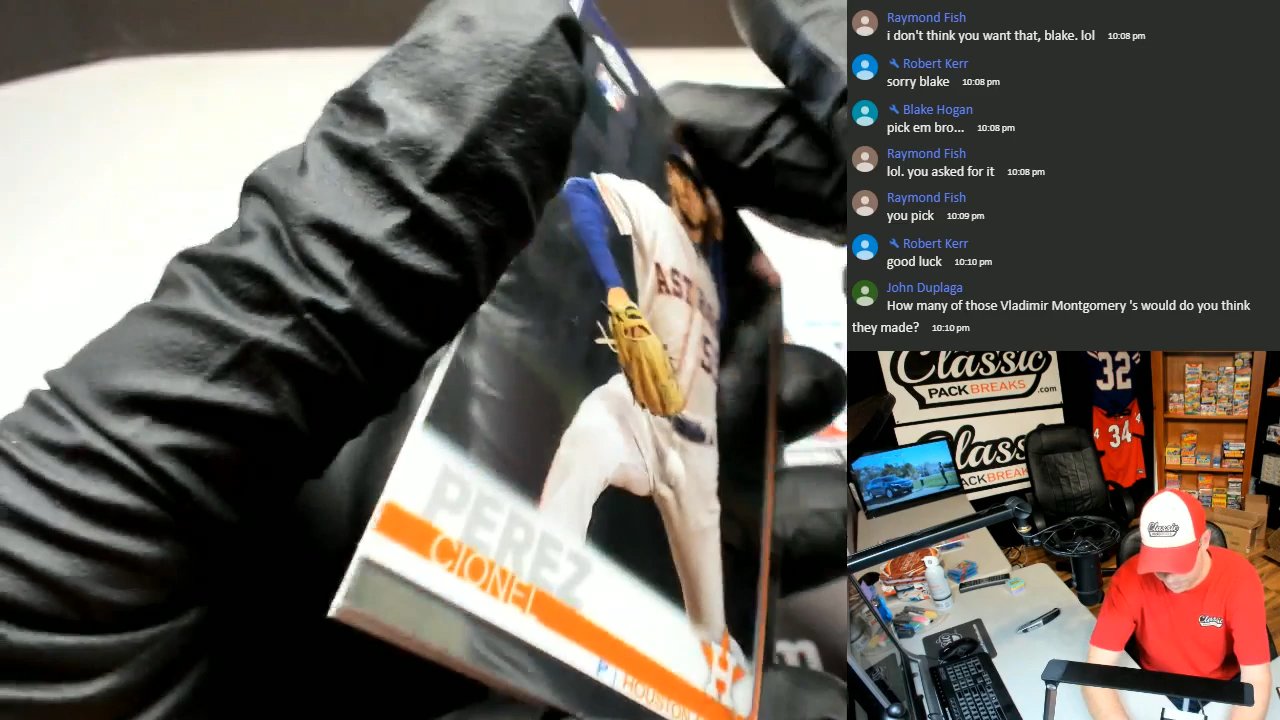 Raymond Fish
i don't think you want that, blake. lol 10:08 pm
Robert Kerr
sorry blake 10:08 pm
Blake Hogan
pick em bro... 10:08 pm
Raymond Fish
lol. you asked for it 10:08 pm
Raymond Fish
you pick 10:09 pm
Robert Kerr
good luck 10:10 pm
John Duplaga
How many of those Vladimir Montgomery 's would do you think
they made? 10:10 pm
PEREZ
CIONEL
P | HOUSTON
H
Classic
PACK BREAKS
.com
32
34
4
Classic